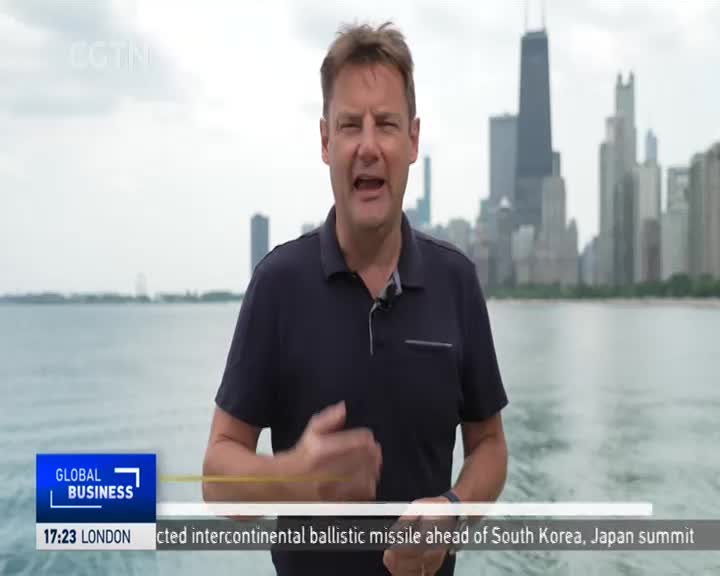 CGTN
GLOBAL
BUSINESS
17:23 LONDON
cted intercontinental ballistic missile ahead of South Korea, Japan summit